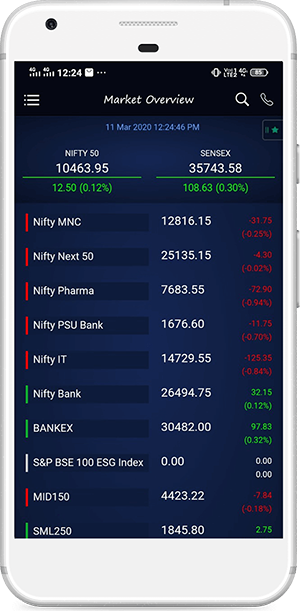 4G 4G 12:24 Vo) 4G LTE2 85
Market Overview
11 Mar 2020 12:24:46 PM
NIFTY 50 SENSEX
10463.95 35743.58
12.50 (0.12%) 108.63 (0.30%)
Nifty MNC 12816.15 -31.75
(-0.25%)
Nifty Next 50 25135.15 -4.30
(-0.02%)
Nifty Pharma 7683.55 -72.90
(-0.94%)
Nifty PSU Bank 1676.60 -11.75
(-0.70%)
Nifty IT 14729.55 -125.35
(-0.84%)
Nifty Bank 26494.75 32.15
(0.12%)
BANKEX 30482.00 97.83
(0.32%)
S&P BSE 100 ESG Index 0.00 0.00
0.00
MID150 4423.22 -7.84
(-0.18%)
SML250 1845.80 2.75